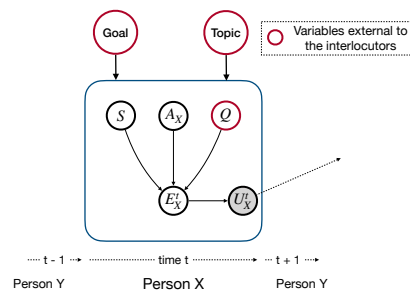 Goal
Topic
Variables external
to the interlocutors
S
A_X
Q
E_X^t
U_X^t
t - 1
time t
t + 1
Person Y
Person X
Person Y